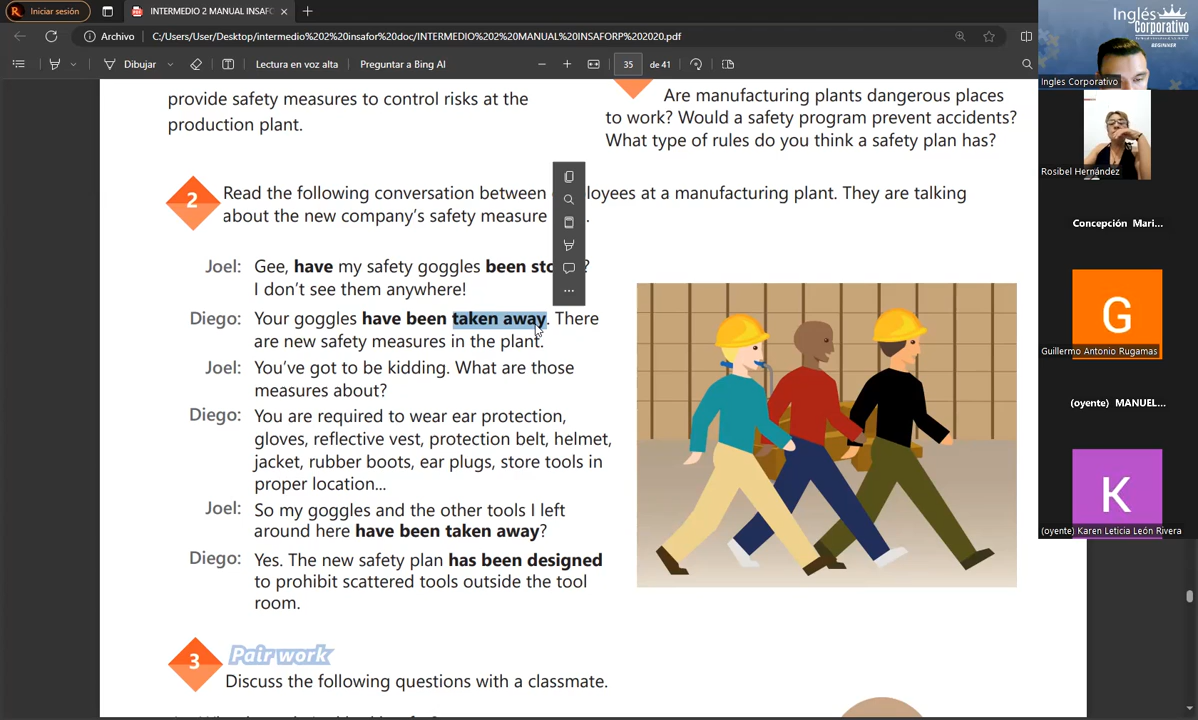 Iniciar sesión
INTERMEDIO 2 MANUAL INSAFO
Archivo
C:/Users/User/Desktop/intermedio%202%20insafor%20doc/INTERMEDIO%202%20MANUAL%20INSAFORP%202020.pdf
Dibujar
Lectura en voz alta
Preguntar a Bing AI
35
de 41
provide safety measures to control risks at the
production plant.
Are manufacturing plants dangerous places
to work? Would a safety program prevent accidents?
What type of rules do you think a safety plan has?
2
Read the following conversation between
loyees at a manufacturing plant. They are talking
about the new company's safety measure
Joel: Gee, have my safety goggles been sto ?
I don't see them anywhere!
Diego: Your goggles have been taken away. There
are new safety measures in the plant.
Joel: You've got to be kidding. What are those
measures about?
Diego: You are required to wear ear protection,
gloves, reflective vest, protection belt, helmet,
jacket, rubber boots, ear plugs, store tools in
proper location...
Joel: So my goggles and the other tools I left
around here have been taken away?
Diego: Yes. The new safety plan has been designed
to prohibit scattered tools outside the tool
room.
3
Pair work
Discuss the following questions with a classmate.
Inglés
Corporativo
BEGINNER
Ingles Corporativo
Rosibel Hernández
Concepción Mari...
G
Guillermo Antonio Rugamas
(oyente) MANUEL...
K
(oyente) Karen Leticia León Rivera